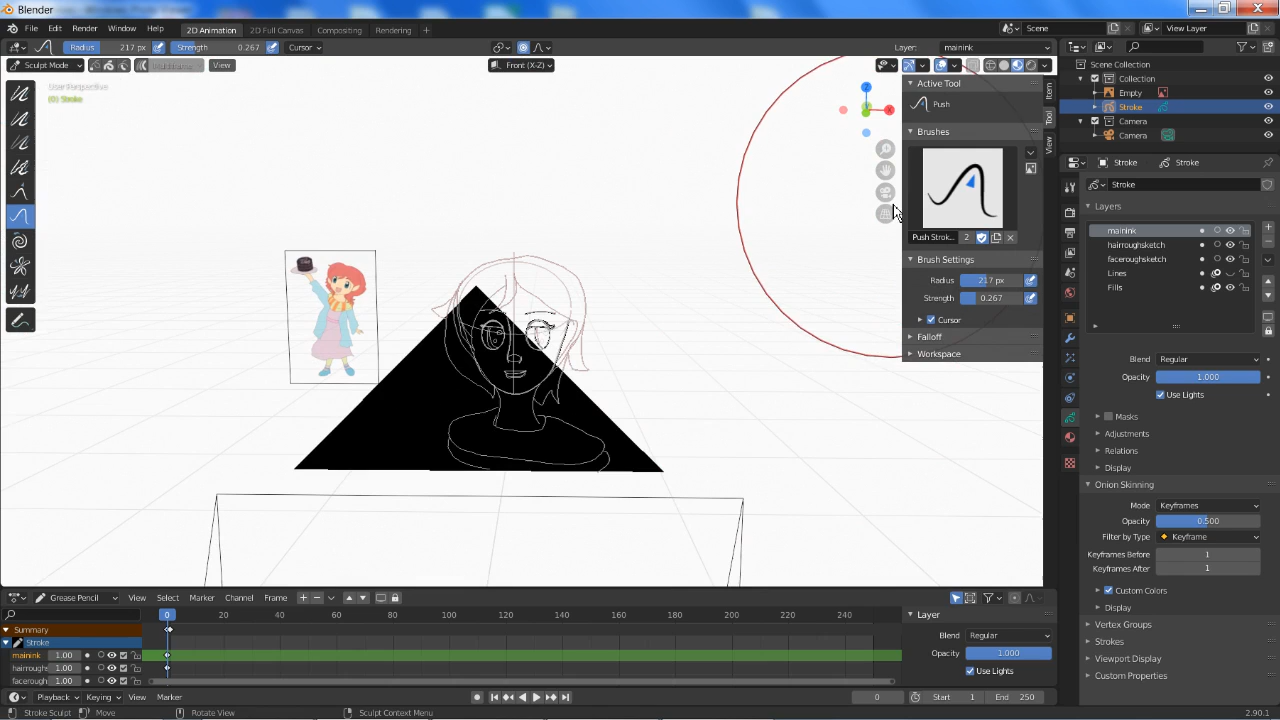 Blender
File Edit Render Window Help 2D Animation 2D Full Canvas Compositing Rendering + Scene View Layer
Radius 217 px Strength 0.267 Cursor Layer: mainink
Sculpt Mode Multiframe View Front (X-Z)
User Perspective
(0) Stroke
Z
X
Active Tool
Push
Brushes
Push Strok... 2
Brush Settings
Radius 217 px
Strength 0.267
Cursor
Falloff
Workspace
Item
Tool
View
Scene Collection
Collection
Empty
Stroke
Camera
Camera
Stroke Stroke
Stroke
Layers
mainink
hairroughsketch
faceroughsketch
Lines
Fills
Blend Regular
Opacity 1.000
Use Lights
Masks
Adjustments
Relations
Display
Onion Skinning
Mode Keyframes
Opacity 0.500
Filter by Type Keyframe
Keyframes Before 1
Keyframes After 1
Custom Colors
Display
Vertex Groups
Strokes
Viewport Display
Custom Properties
Grease Pencil View Select Marker Channel Frame
0 20 40 60 80 100 120 140 160 180 200 220 240
Summary
Stroke
mainink 1.00
hairroughs 1.00
facerough 1.00
Layer
Blend Regular
Opacity 1.000
Use Lights
Playback Keying View Marker 0 Start 1 End 250
Stroke Sculpt Move Rotate View Sculpt Context Menu 2.90.1